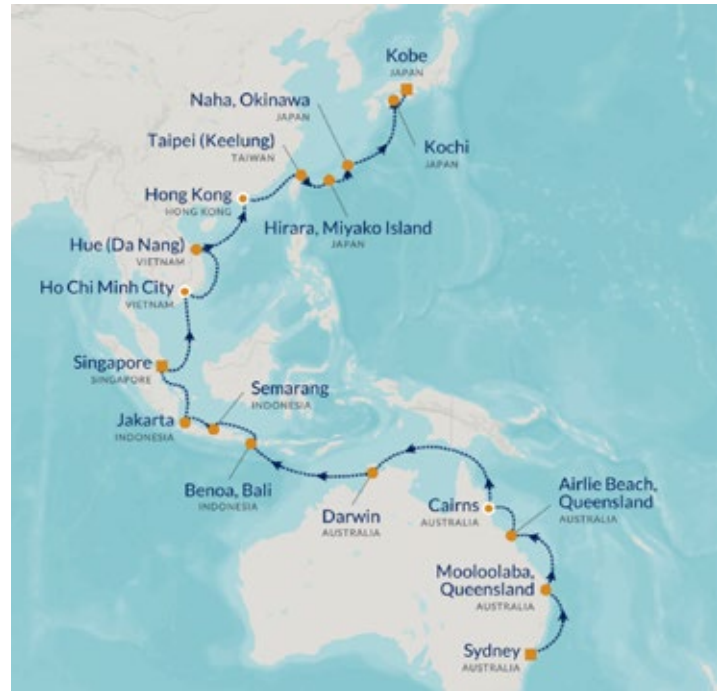 Kobe
JAPAN
Naha, Okinawa
JAPAN
Taipei (Keelung)
TAIWAN
Kochi
JAPAN
Hong Kong
HONG KONG
Hirara, Miyako Island
JAPAN
Hue (Da Nang)
VIETNAM
Ho Chi Minh City
VIETNAM
Singapore
SINGAPORE
Semarang
INDONESIA
Jakarta
INDONESIA
Benoa, Bali
INDONESIA
Darwin
AUSTRALIA
Cairns
AUSTRALIA
Airlie Beach,
Queensland
AUSTRALIA
Mooloolaba,
Queensland
AUSTRALIA
Sydney
AUSTRALIA